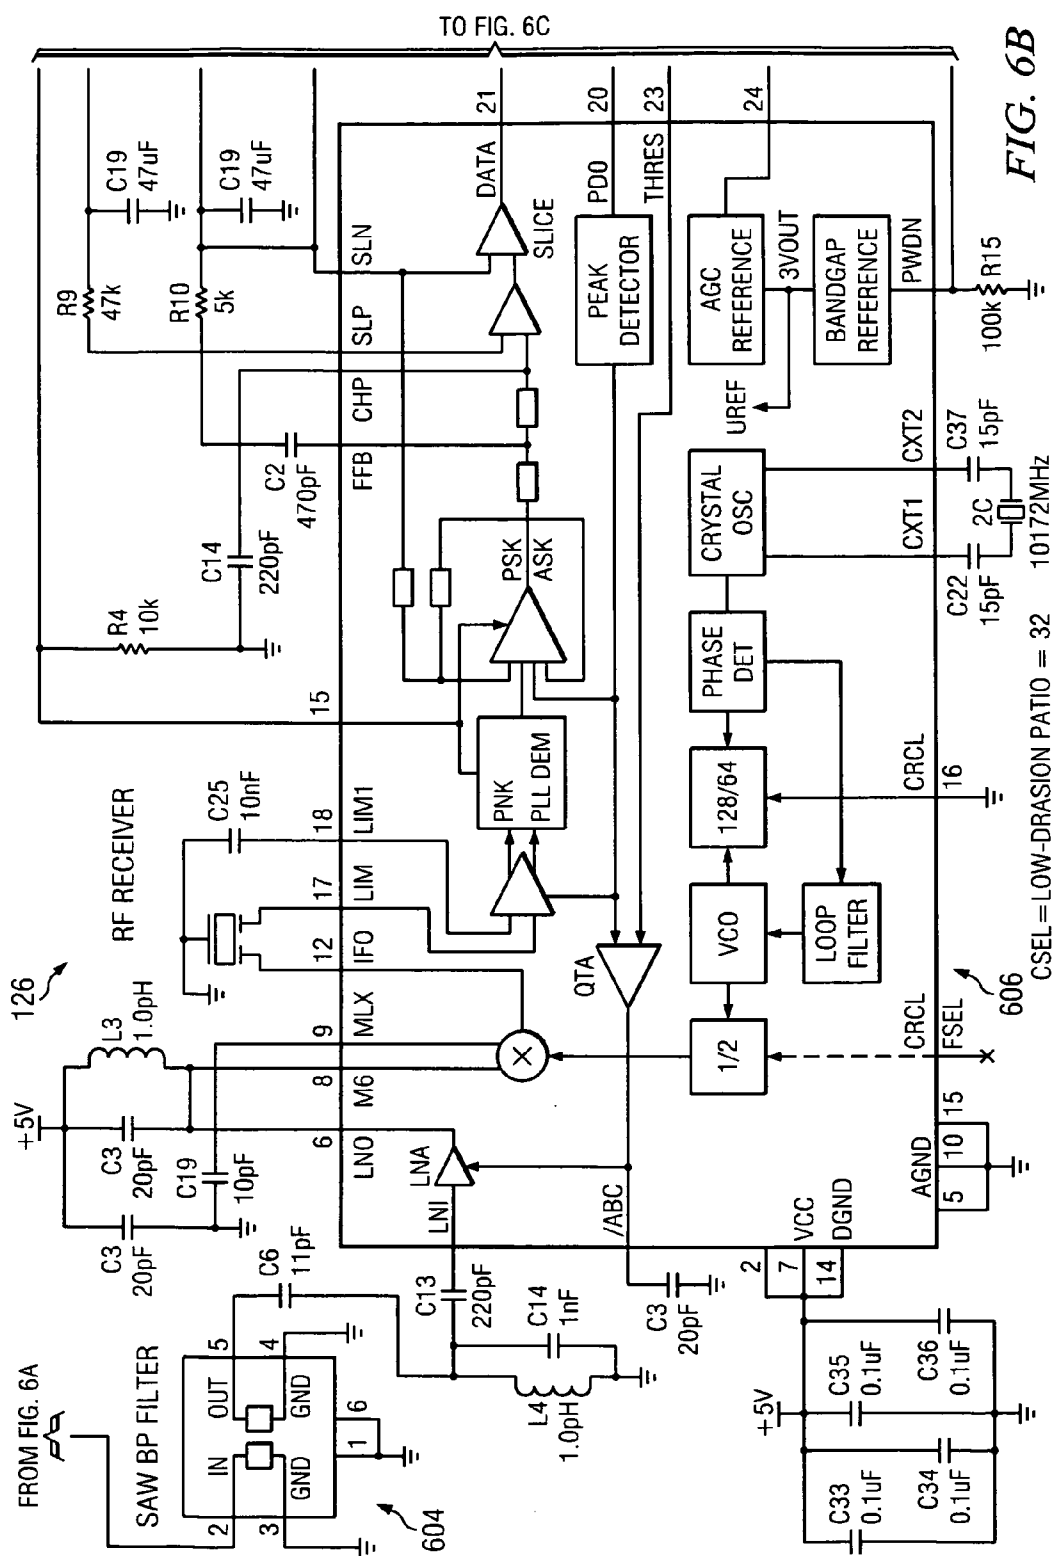 TO FIG. 6C
FIG. 6B
FROM FIG. 6A
SAW BP FILTER
IN
OUT
GND
GND
2
3
5
4
1
6
604
C6
11pF
C13
220pF
C14
1nF
L4
1.0pH
C3
20pF
+5V
C33
0.1uF
C34
0.1uF
C35
0.1uF
C36
0.1uF
126
RF RECEIVER
+5V
L3
1.0pH
C3
20pF
C3
20pF
C19
10pF
C25
10nF
R4
10k
C14
220pF
C2
470pF
R9
47k
R10
5k
C19
47uF
C19
47uF
6
8
9
12
17
18
15
LNO
M6
MLX
IFO
LIM
LIM1
FFB
CHP
SLP
SLN
LNI
LNA
/ABC
QTA
PNK
PLL DEM
PSK
ASK
SLICE
DATA
21
PEAK
DETECTOR
PDO
20
THRES
23
24
AGC
REFERENCE
3VOUT
UREF
BANDGAP
REFERENCE
PWDN
100k
R15
1/2
VCO
128/64
PHASE
DET
CRYSTAL
OSC
LOOP
FILTER
2
7
14
VCC
DGND
AGND
5
10
15
CRCL
FSEL
606
CRCL
16
CXT1
CXT2
C22
15pF
2C
C37
15pF
10172MHz
CSEL=LOW-DRASION PATIO = 32